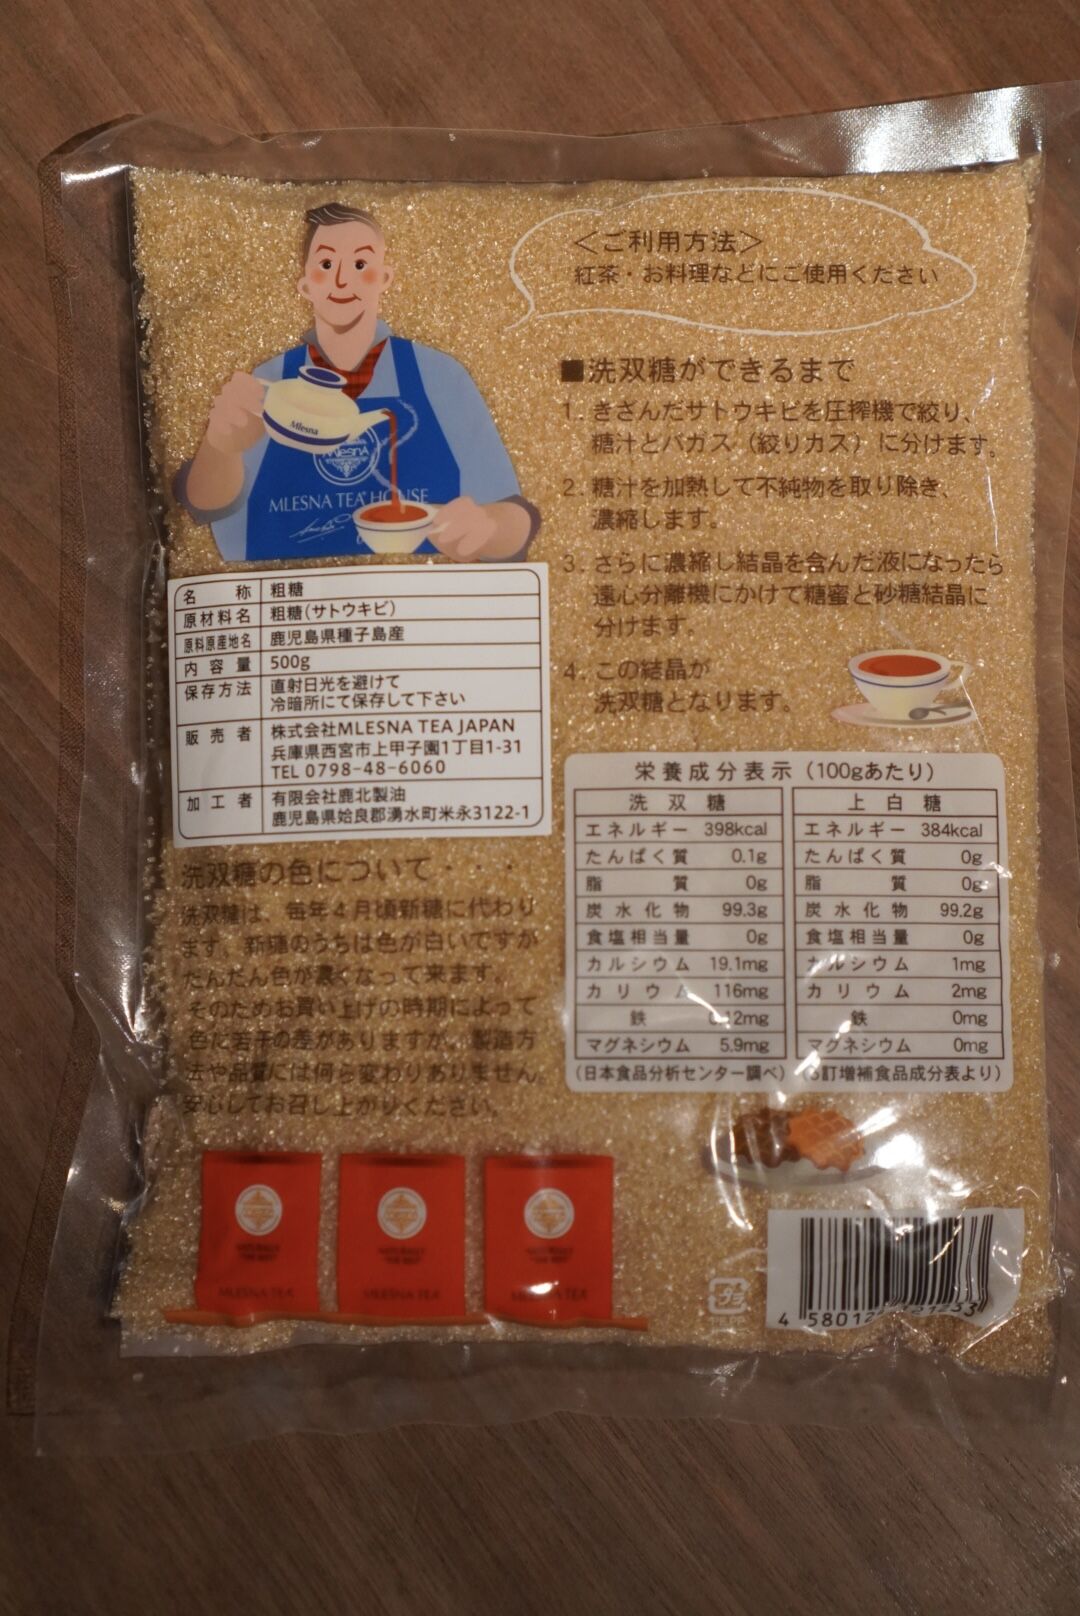 ＜ご利用方法＞
紅茶・お料理などにご使用ください
Mlesna
MLESNA TEA HOUSE
■洗双糖ができるまで
1. きざんだサトウキビを圧搾機で絞り、
糖汁とバガス（絞りカス）に分けます。
2. 糖汁を加熱して不純物を取り除き、
濃縮します。
3. さらに濃縮し結晶を含んだ液になったら
遠心分離機にかけて糖蜜と砂糖結晶に
分けます。
4. この結晶が
洗双糖となります。
名称 粗糖
原材料名 粗糖（サトウキビ）
原料原産地名 鹿児島県種子島産
内容量 500g
保存方法 直射日光を避けて
冷暗所にて保存して下さい
販売者 株式会社MLESNA TEA JAPAN
兵庫県西宮市上甲子園1丁目1-31
TEL 0798-48-6060
加工者 有限会社鹿北製油
鹿児島県姶良郡湧水町米永3122-1
洗双糖の色について・・・
洗双糖は、毎年4月頃新糖に代わり
ます。新糖のうちは色が白いですが
だんだん色が濃くなって来ます。
そのためお買い上げの時期によって
色に若干の差がありますが、製造方
法や品質には何ら変わりありません。
安心してお召し上がりください。
栄養成分表示（100gあたり）
洗双糖
エネルギー 398kcal
たんぱく質 0.1g
脂質 0g
炭水化物 99.3g
食塩相当量 0g
カルシウム 19.1mg
カリウム 116mg
鉄
マグネシウム 5.9mg
（日本食品分析センター調べ）
上白糖
エネルギー 384kcal
たんぱく質 0g
脂質 0g
炭水化物 99.2g
食塩相当量 0g
カルシウム 1mg
カリウム 2mg
鉄 0mg
マグネシウム 0mg
訂増補食品成分表より）
MLESNA TEA
MLESNA TEA
MLESNA TEA
プラ